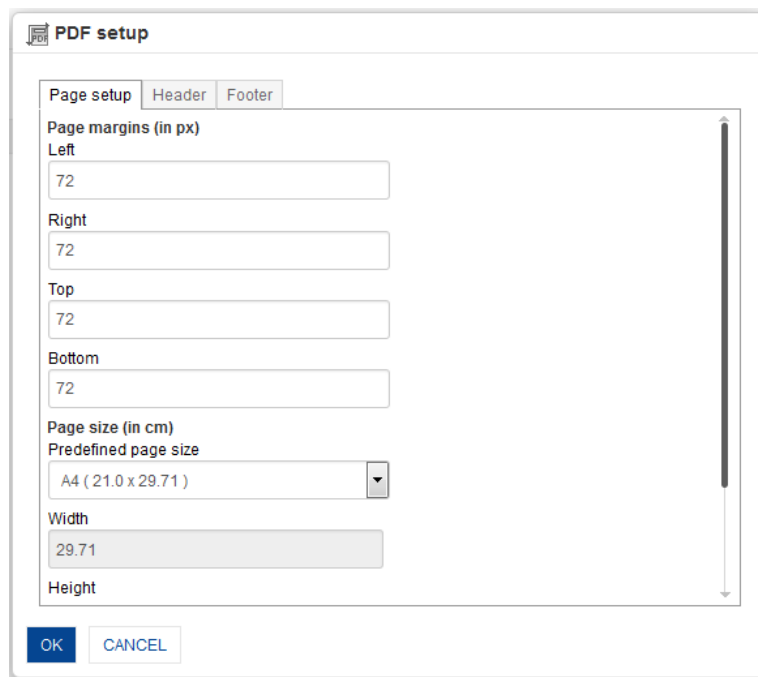 PDF setup
Page setup Header Footer
Page margins (in px)
Left
72
Right
72
Top
72
Bottom
72
Page size (in cm)
Predefined page size
A4 ( 21.0 x 29.71 )
Width
29.71
Height
OK CANCEL